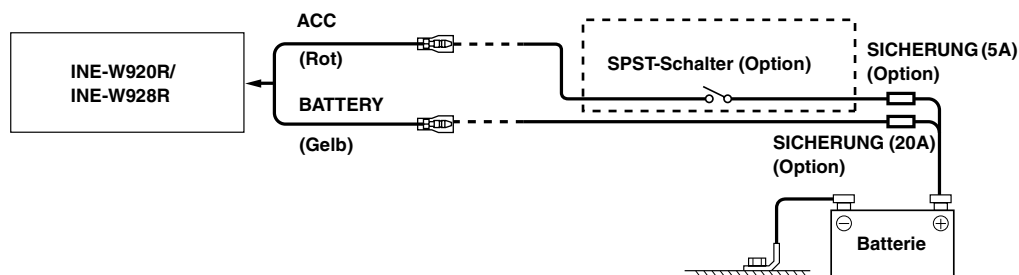 ACC
(Rot)
SPST-Schalter (Option)
SICHERUNG (5A)
(Option)
INE-W920R/
INE-W928R
BATTERY
(Gelb)
SICHERUNG (20A)
(Option)
Batterie